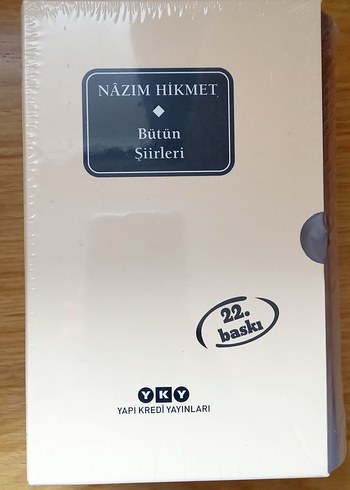 NÂZIM HİKMET
Bütün
Şiirleri
22.
baskı
YKY
YAPI KREDİ YAYINLARI